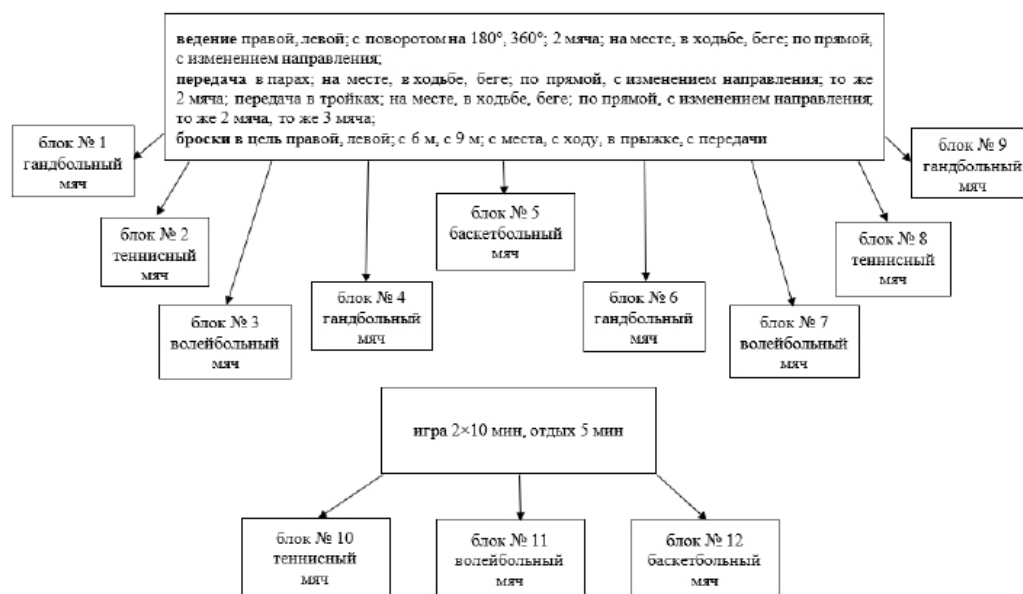 ведение правой, левой; с поворотом на 180°, 360°; 2 мяча; на месте, в ходьбе, беге; по прямой,
с изменением направления;
передача в парах; на месте, в ходьбе, беге; по прямой, с изменением направления; то же
2 мяча; передача в тройках; на месте, в ходьбе, беге; по прямой, с изменением направления;
то же 2 мяча, то же 3 мяча;
броски в цель правой, левой; с 6 м, с 9 м; с места, с ходу, в прыжке, с передачи
блок № 1
гандбольный
мяч
блок № 2
теннисный
мяч
блок № 3
волейбольный
мяч
блок № 4
гандбольный
мяч
блок № 5
баскетбольный
мяч
блок № 6
гандбольный
мяч
блок № 7
волейбольный
мяч
блок № 8
теннисный
мяч
блок № 9
гандбольный
мяч
игра 2×10 мин, отдых 5 мин
блок № 10
теннисный
мяч
блок № 11
волейбольный
мяч
блок № 12
баскетбольный
мяч